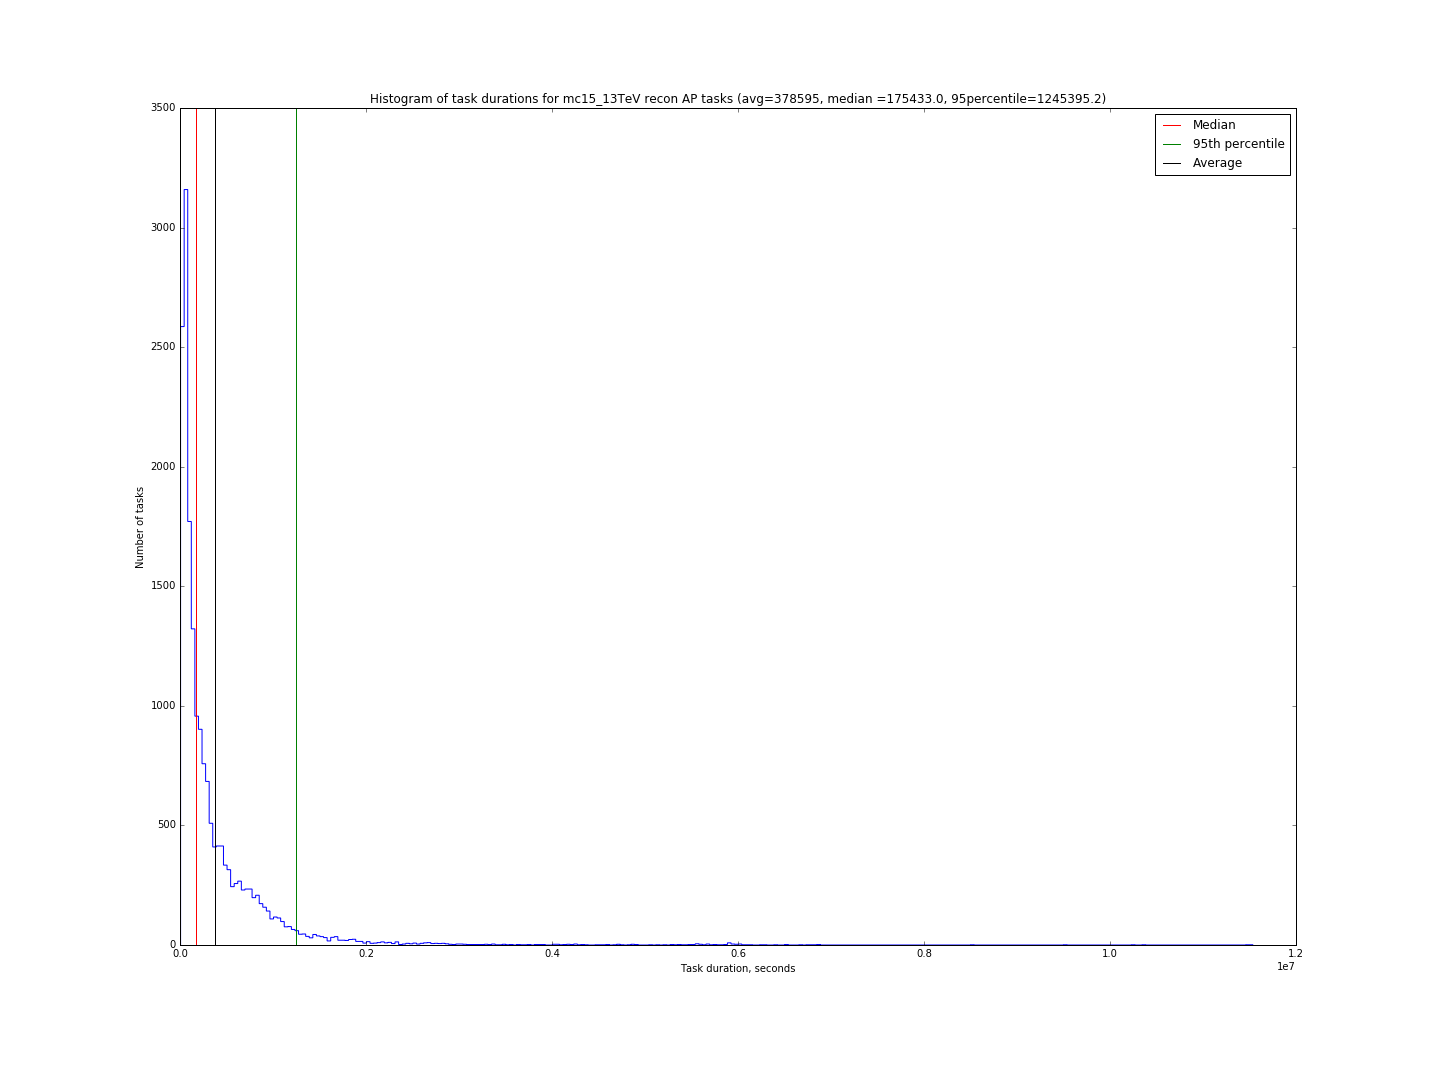 Histogram of task durations for mc15_13TeV recon AP tasks (avg=378595, median =175433.0, 95percentile=1245395.2)
Median
95th percentile
Average
3500
3000
2500
2000
1500
1000
500
0
Number of tasks
0.0 0.2 0.4 0.6 0.8 1.0 1.2
1e7
Task duration, seconds